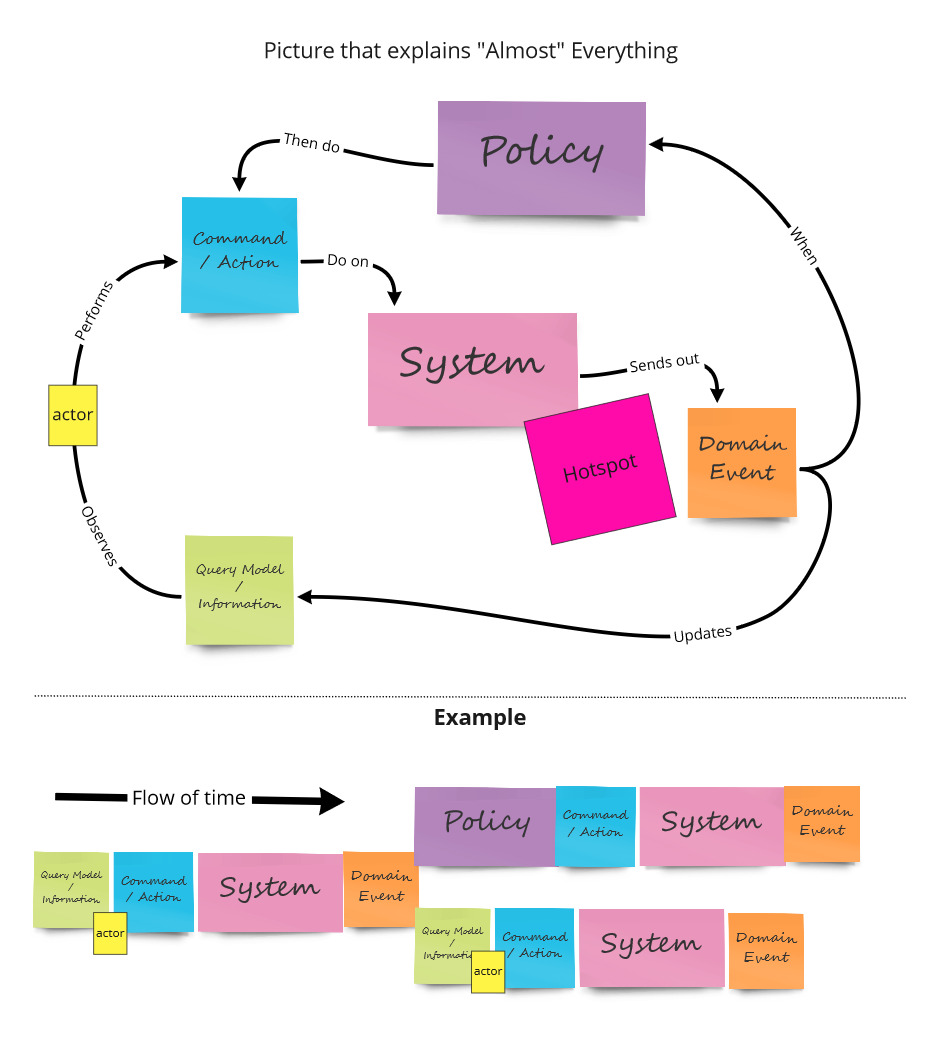 Picture that explains "Almost" Everything
Policy
Then do
When
Command
/ Action
Do on
Performs
System
Sends out
actor
Domain
Event
Hotspot
Observes
Query Model
/
Information
Updates
Example
Flow of time
Policy
Command
/ Action
System
Domain
Event
Query Model
/
Information
actor
Command
/ Action
System
Domain
Event
Query Model
/
Informatio
actor
Command
/ Action
System
Domain
Event